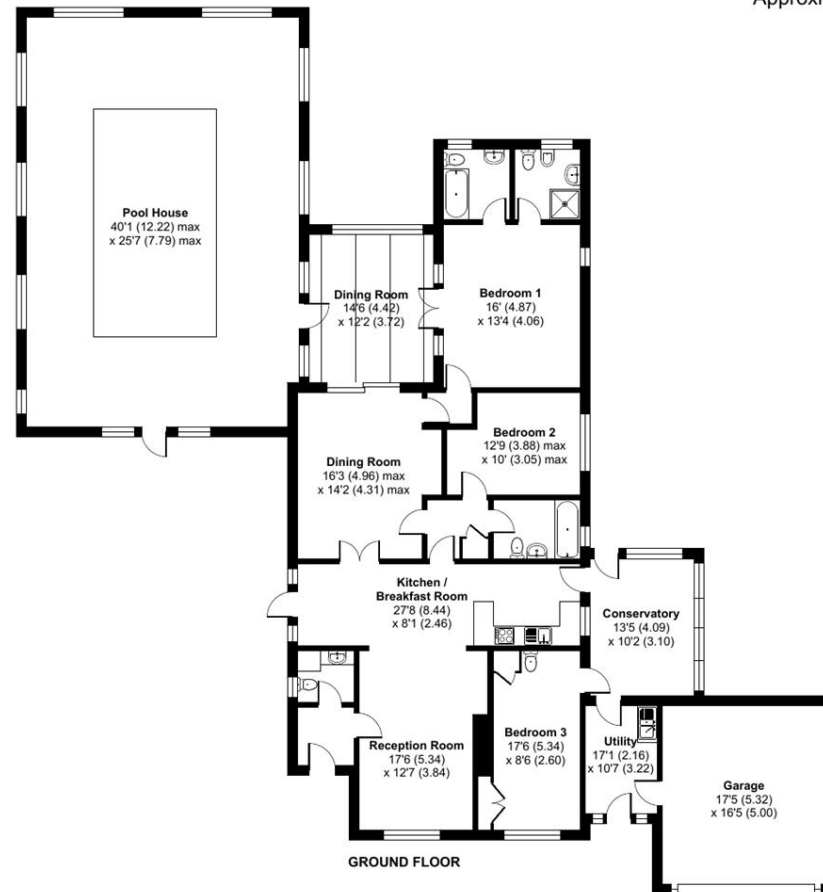 Approxi
Pool House
40'1 (12.22) max
x 25'7 (7.79) max
Dining Room
14'6 (4.42)
x 12'2 (3.72)
Bedroom 1
16' (4.87)
x 13'4 (4.06)
Bedroom 2
12'9 (3.88) max
x 10' (3.05) max
Dining Room
16'3 (4.96) max
x 14'2 (4.31) max
Kitchen /
Breakfast Room
27'8 (8.44)
x 8'1 (2.46)
Conservatory
13'5 (4.09)
x 10'2 (3.10)
Reception Room
17'6 (5.34)
x 12'7 (3.84)
Bedroom 3
17'6 (5.34)
x 8'6 (2.60)
Utility
17'1 (2.16)
x 10'7 (3.22)
Garage
17'5 (5.32)
x 16'5 (5.00)
GROUND FLOOR